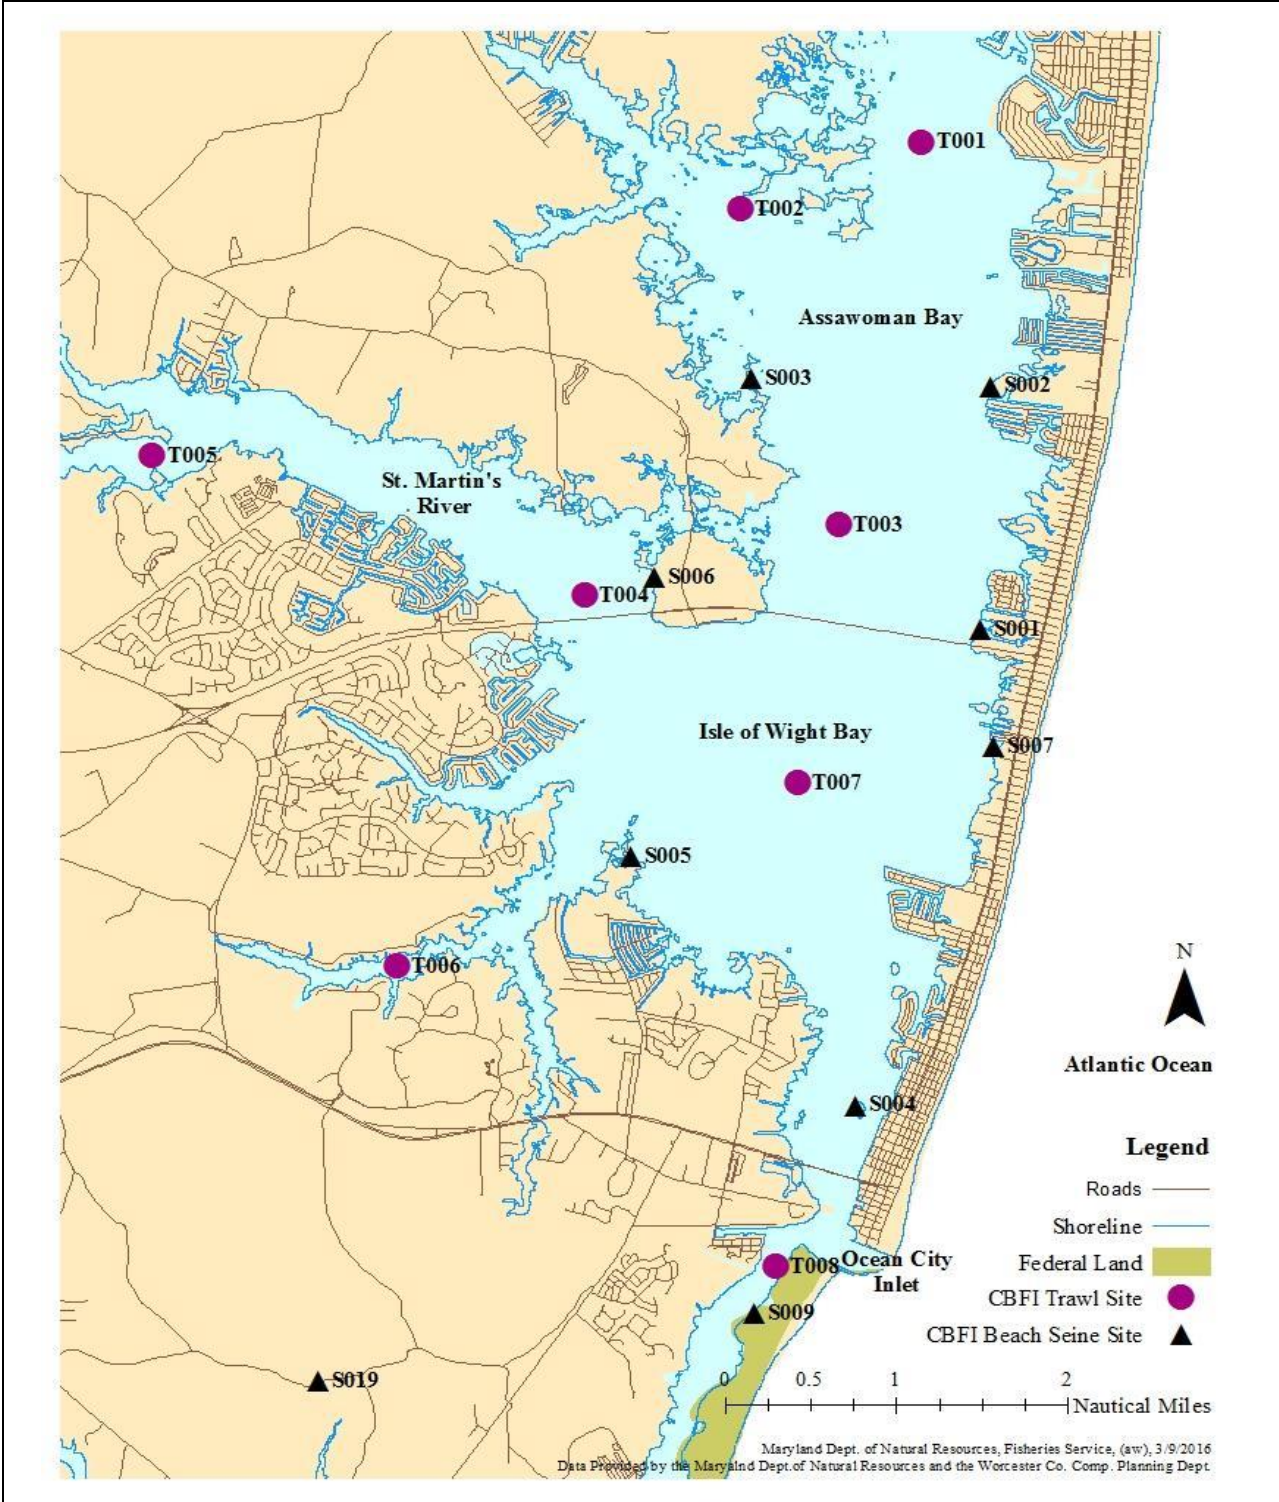 T001
T002
Assawoman Bay
S003
S002
T005
St. Martin's
River
T003
S006
T004
S001
Isle of Wight Bay
S007
T007
S005
N
T006
Atlantic Ocean
S004
Legend
Roads
Shoreline
Federal Land
CBFI Trawl Site
CBFI Beach Seine Site
T008
Ocean City
Inlet
S009
S019
0 0.5 1 2
Nautical Miles
Maryland Dept. of Natural Resources, Fisheries Service, (aw), 3/9/2016
Data Provided by the Maryalnd Dept.of Natural Resources and the Worcester Co. Comp. Planning Dept.